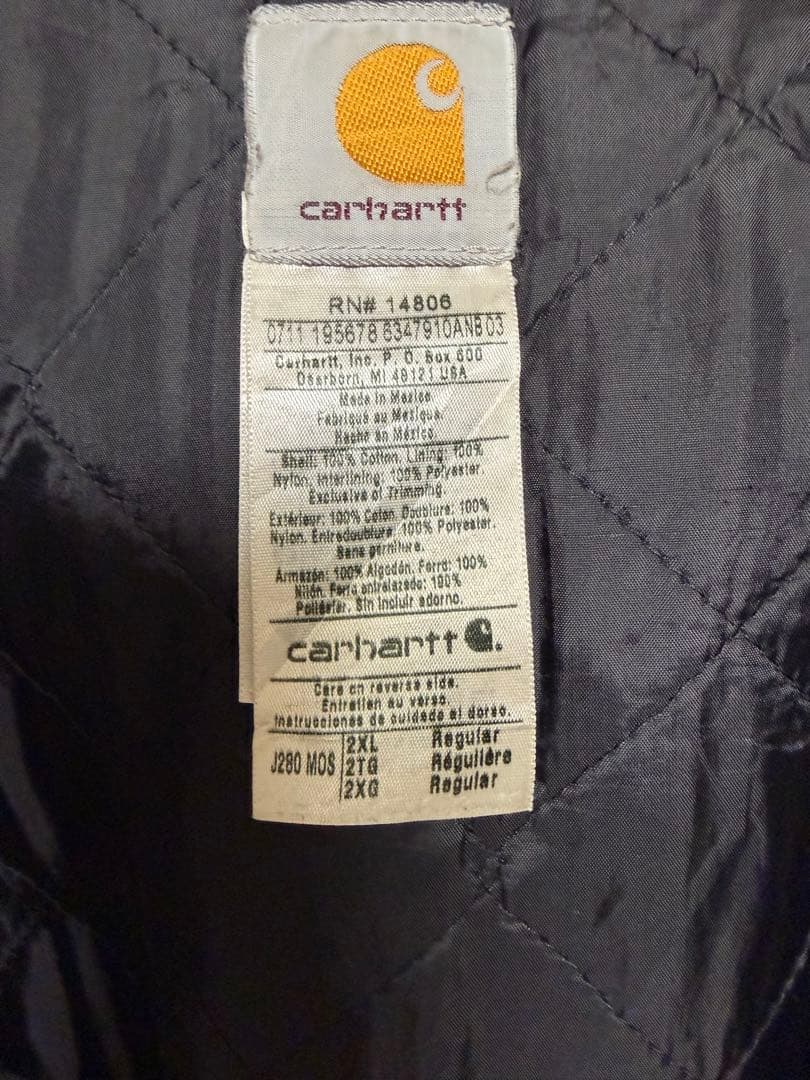 carhartt
RN# 14806
0711 195678 6347910ANB 03
Carhartt, Inc. P. O. Box 600
Dearborn, MI 48121 USA
Made in Mexico
Fabriqué au Mexique.
Hecho en México
Shell: 100% Cotton. Lining: 100%
Nylon. Interlining: 100% Polyester.
Exclusive of Trimming.
Extérieur: 100% Coton. Doublure: 100%
Nylon. Entredoublure: 100% Polyester.
Sans garniture.
Armazón: 100% Algodón. Forro: 100%
Nilón. Forro entrelazado: 100%
Poliéster. Sin incluir adorno.
carhartt
Care on reverse side.
Entretien au verso.
Instrucciones de cuidado al dorso.
J280 MOS 2XL Regular
2TG Régulière
2XG Regular